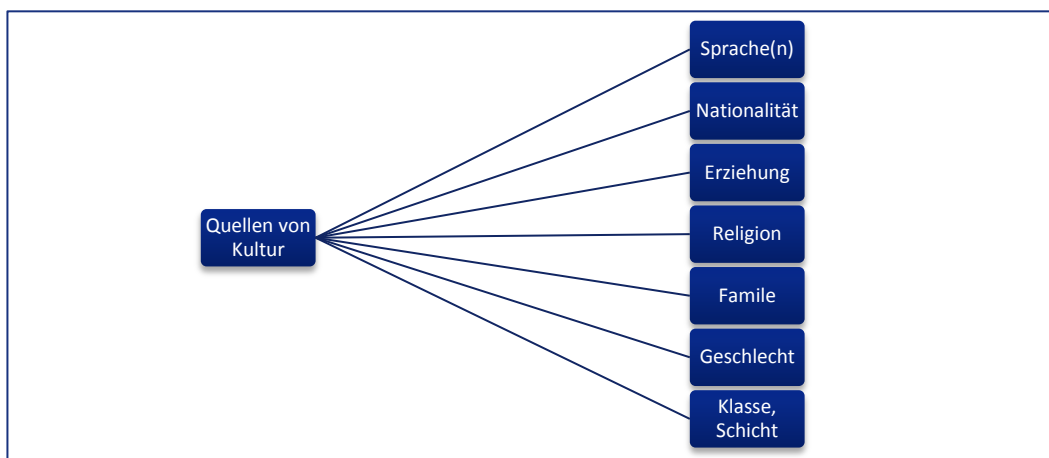 Sprache(n)
Nationalität
Erziehung
Quellen von
Kultur
Religion
Famile
Geschlecht
Klasse,
Schicht